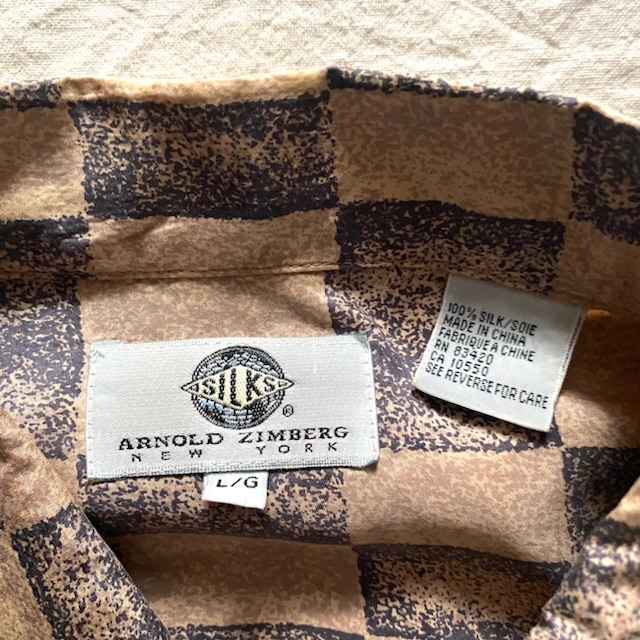 SILKS
®
ARNOLD ZIMBERG
NEW YORK
L/G
100% SILK/SOIE
MADE IN CHINA
FABRIQUÉ A CHINE
RN 83420
CA 10550
SEE REVERSE FOR CARE